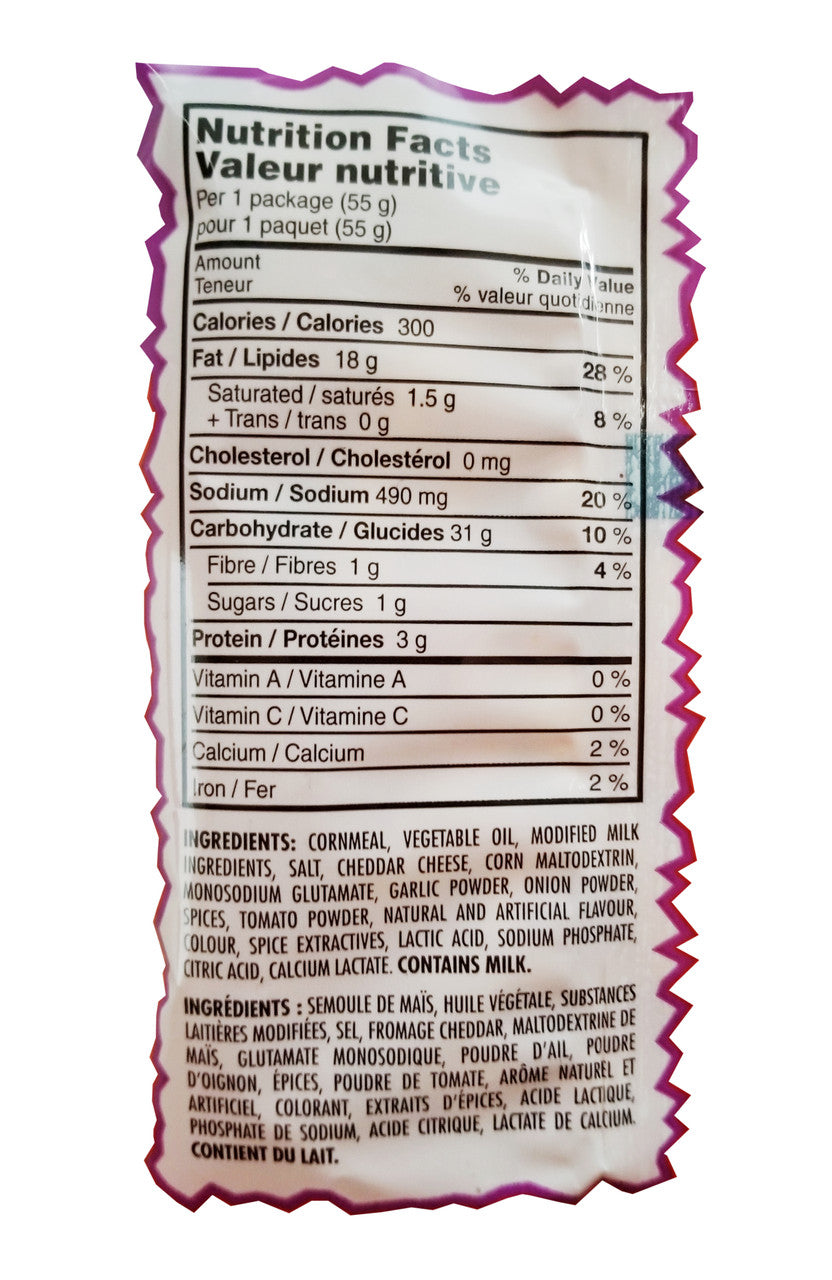 Nutrition Facts
Valeur nutritive
Per 1 package (55 g)
pour 1 paquet (55 g)
Amount % Daily Value
Teneur % valeur quotidienne
Calories / Calories 300
Fat / Lipides 18 g 28 %
Saturated / saturés 1.5 g
+ Trans / trans 0 g 8 %
Cholesterol / Cholestérol 0 mg
Sodium / Sodium 490 mg 20 %
Carbohydrate / Glucides 31 g 10 %
Fibre / Fibres 1 g 4 %
Sugars / Sucres 1 g
Protein / Protéines 3 g
Vitamin A / Vitamine A 0 %
Vitamin C / Vitamine C 0 %
Calcium / Calcium 2 %
Iron / Fer 2 %
INGREDIENTS: CORNMEAL, VEGETABLE OIL, MODIFIED MILK
INGREDIENTS, SALT, CHEDDAR CHEESE, CORN MALTODEXTRIN,
MONOSODIUM GLUTAMATE, GARLIC POWDER, ONION POWDER,
SPICES, TOMATO POWDER, NATURAL AND ARTIFICIAL FLAVOUR,
COLOUR, SPICE EXTRACTIVES, LACTIC ACID, SODIUM PHOSPHATE,
CITRIC ACID, CALCIUM LACTATE. CONTAINS MILK.
INGRÉDIENTS : SEMOULE DE MAÏS, HUILE VÉGÉTALE, SUBSTANCES
LAITIÈRES MODIFIÉES, SEL, FROMAGE CHEDDAR, MALTODEXTRINE DE
MAÏS, GLUTAMATE MONOSODIQUE, POUDRE D'AIL, POUDRE
D'OIGNON, ÉPICES, POUDRE DE TOMATE, ARÔME NATUREL ET
ARTIFICIEL, COLORANT, EXTRAITS D'ÉPICES, ACIDE LACTIQUE,
PHOSPHATE DE SODIUM, ACIDE CITRIQUE, LACTATE DE CALCIUM.
CONTIENT DU LAIT.